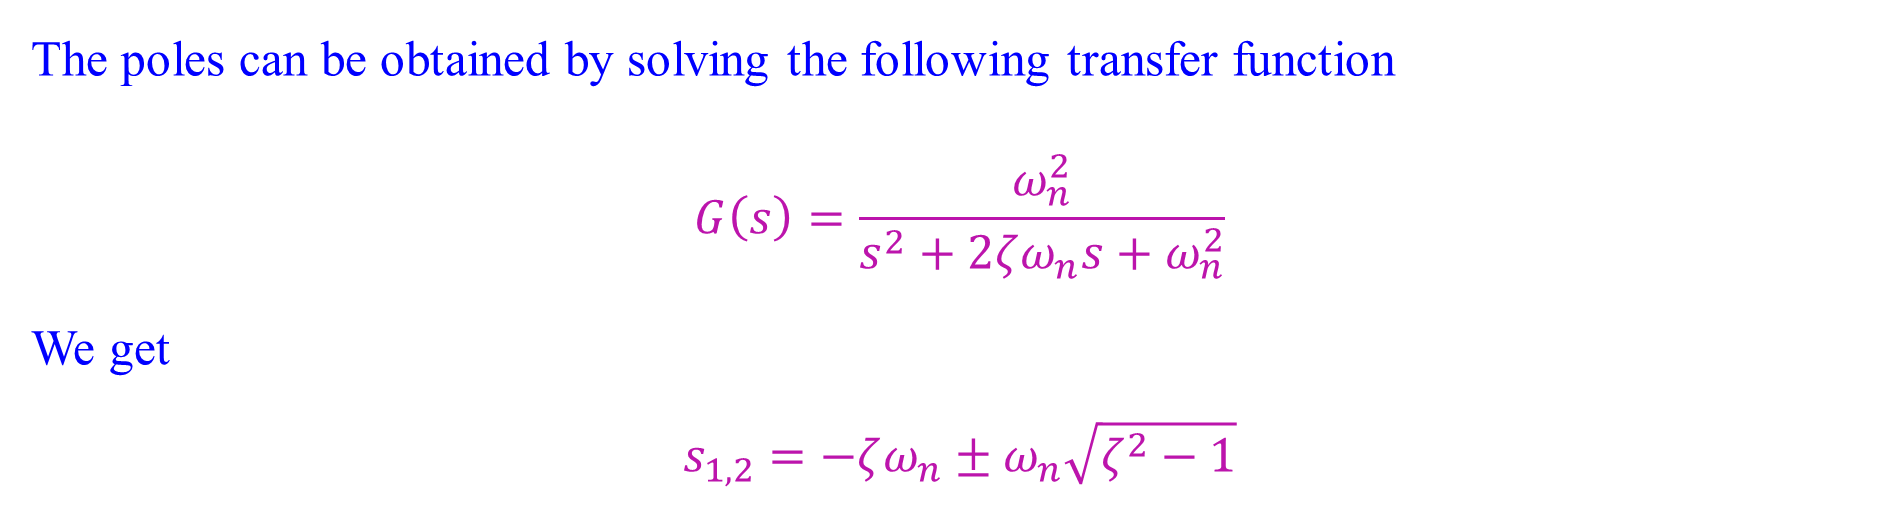 The poles can be obtained by solving the following transfer function
G(s) = ω_n^2 / (s^2 + 2ζω_n s + ω_n^2)
We get
s_{1,2} = −ζω_n ± ω_n√(ζ^2 − 1)